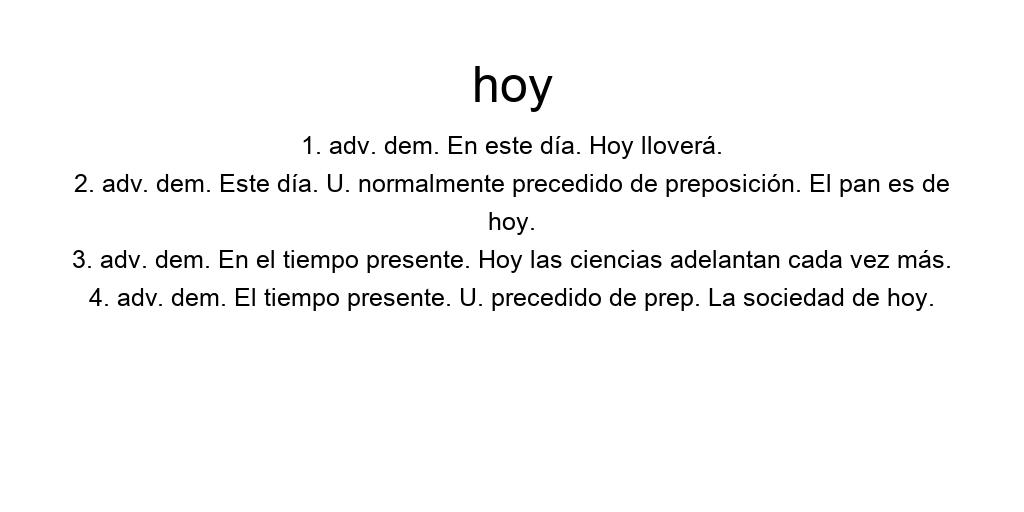 hoy
1. adv. dem. En este día. Hoy lloverá.
2. adv. dem. Este día. U. normalmente precedido de preposición. El pan es de
hoy.
3. adv. dem. En el tiempo presente. Hoy las ciencias adelantan cada vez más.
4. adv. dem. El tiempo presente. U. precedido de prep. La sociedad de hoy.